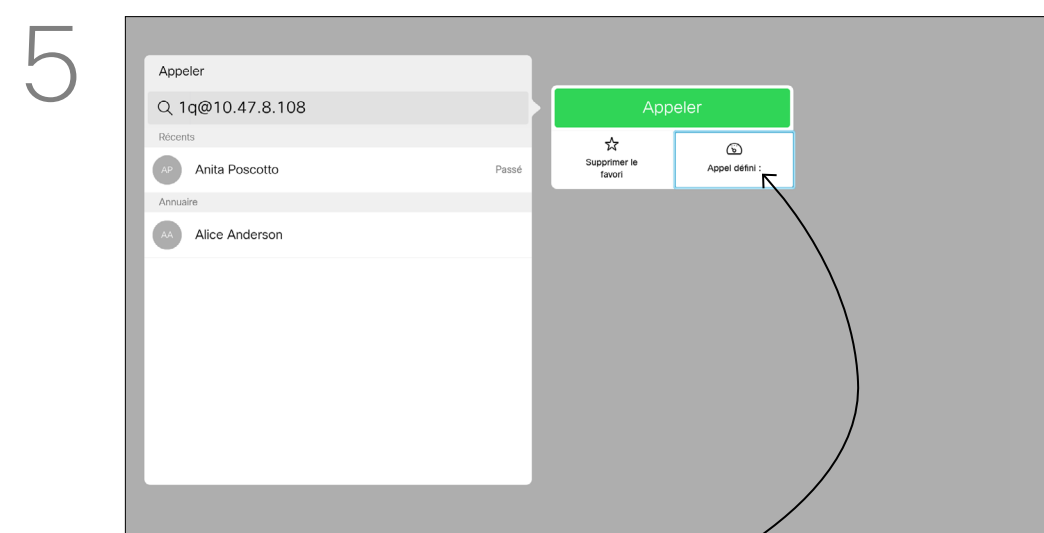 5
Appeler
1q@10.47.8.108
Récents
AP
Anita Poscotto
Passé
Annuaire
AA
Alice Anderson
Appeler
Supprimer le
favori
Appel défini :